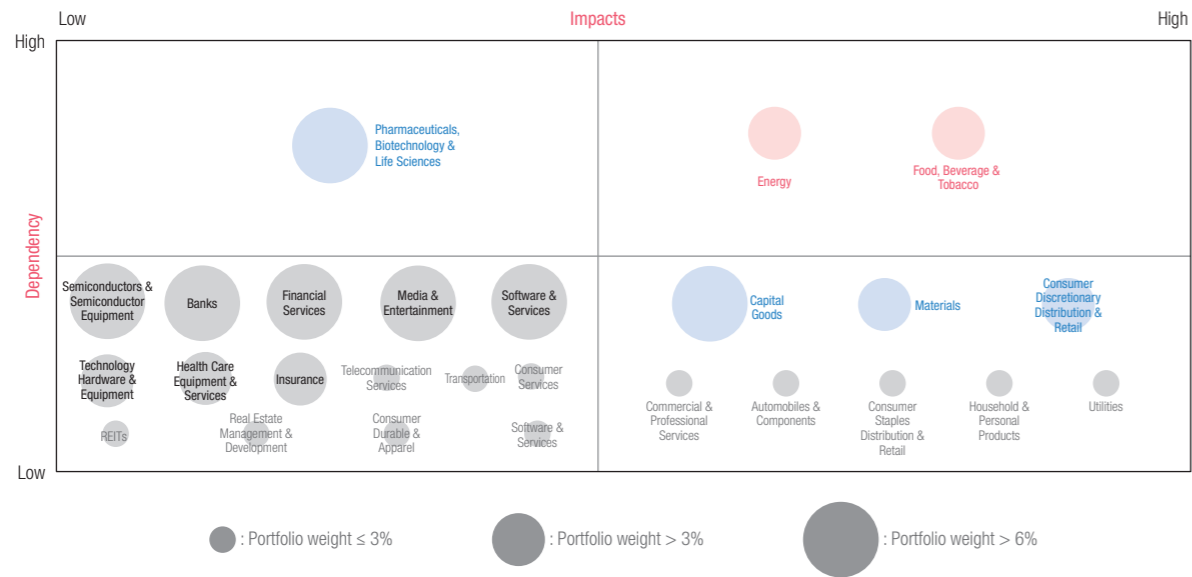 Low
Impacts
High
High
Dependency
Low
Pharmaceuticals,
Biotechnology &
Life Sciences
Energy
Food, Beverage &
Tobacco
Semiconductors &
Semiconductor
Equipment
Banks
Financial
Services
Media &
Entertainment
Software &
Services
Capital
Goods
Materials
Consumer
Discretionary
Distribution &
Retail
Technology
Hardware &
Equipment
Health Care
Equipment &
Services
Insurance
Telecommunication
Services
Transportation
Consumer
Services
Commercial &
Professional
Services
Automobiles &
Components
Consumer
Staples
Distribution &
Retail
Household &
Personal
Products
Utilities
REITs
Real Estate
Management &
Development
Consumer
Durable &
Apparel
Software &
Services
: Portfolio weight ≤ 3%
: Portfolio weight > 3%
: Portfolio weight > 6%